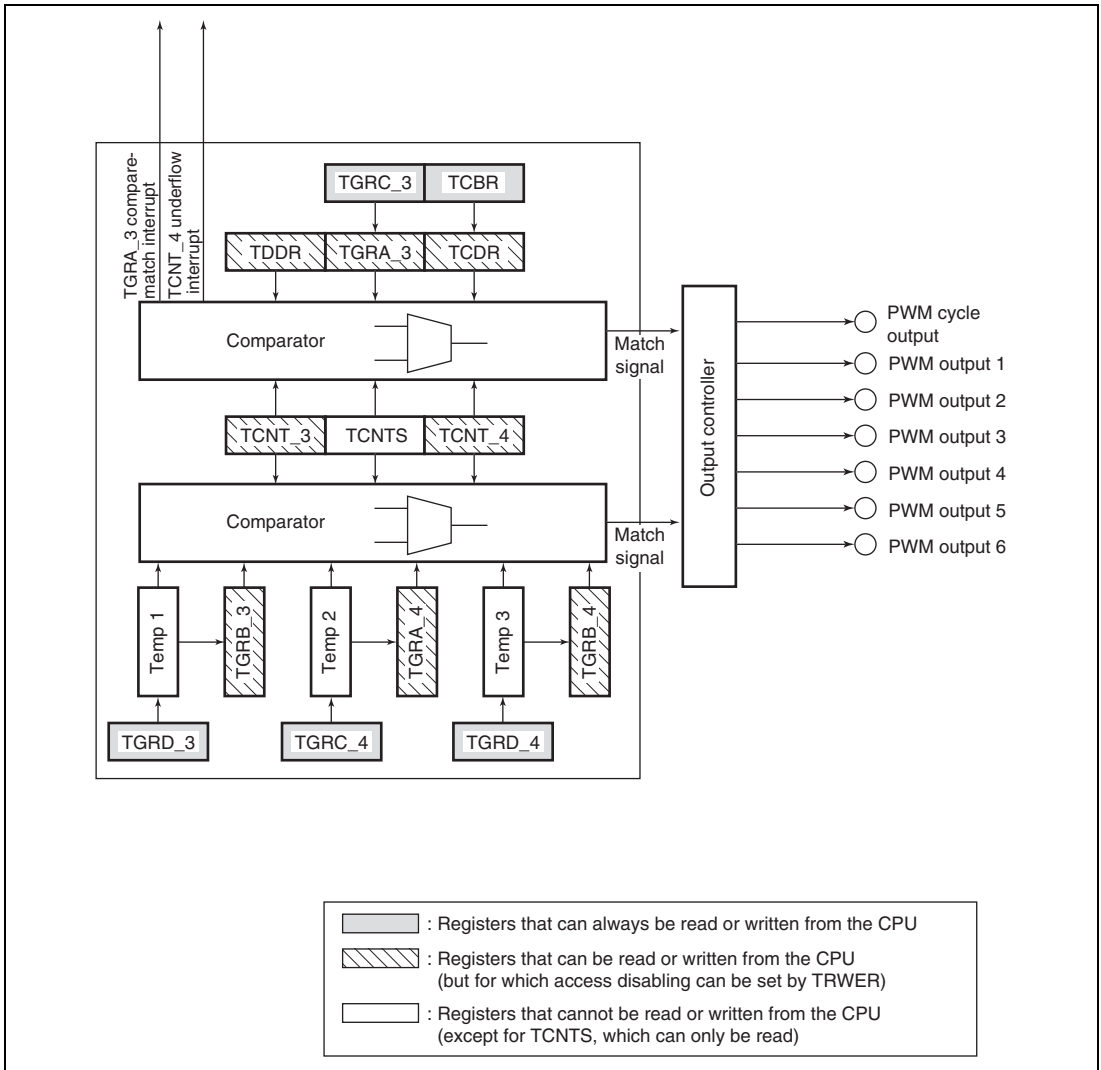 TGRA_3 compare-
match interrupt
TCNT_4 underflow
interrupt
TGRC_3
TCBR
TDDR
TGRA_3
TCDR
Comparator
Match
signal
TCNT_3
TCNTS
TCNT_4
Comparator
Match
signal
Temp 1
TGRB_3
Temp 2
TGRA_4
Temp 3
TGRB_4
TGRD_3
TGRC_4
TGRD_4
Output controller
PWM cycle
output
PWM output 1
PWM output 2
PWM output 3
PWM output 4
PWM output 5
PWM output 6
: Registers that can always be read or written from the CPU
: Registers that can be read or written from the CPU
(but for which access disabling can be set by TRWER)
: Registers that cannot be read or written from the CPU
(except for TCNTS, which can only be read)